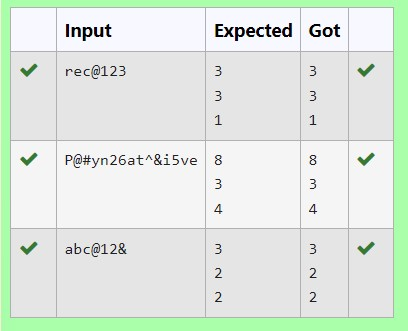 Input Expected Got
rec@123 3 3
3 3
1 1
P@#yn26at^&i5ve 8 8
3 3
4 4
abc@12& 3 3
2 2
2 2